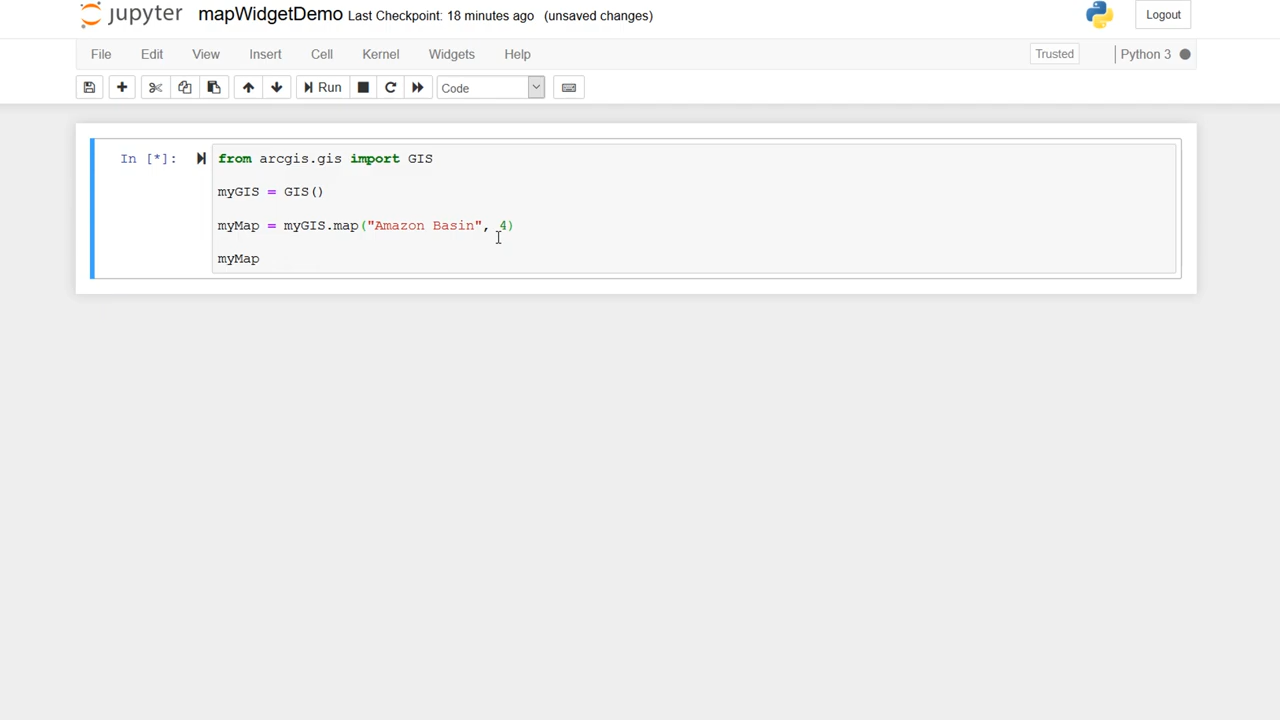 jupyter mapWidgetDemo Last Checkpoint: 18 minutes ago (unsaved changes) Logout
File Edit View Insert Cell Kernel Widgets Help Trusted Python 3
Run Code
In [*]: from arcgis.gis import GIS
myGIS = GIS()
myMap = myGIS.map("Amazon Basin", 4)
myMap